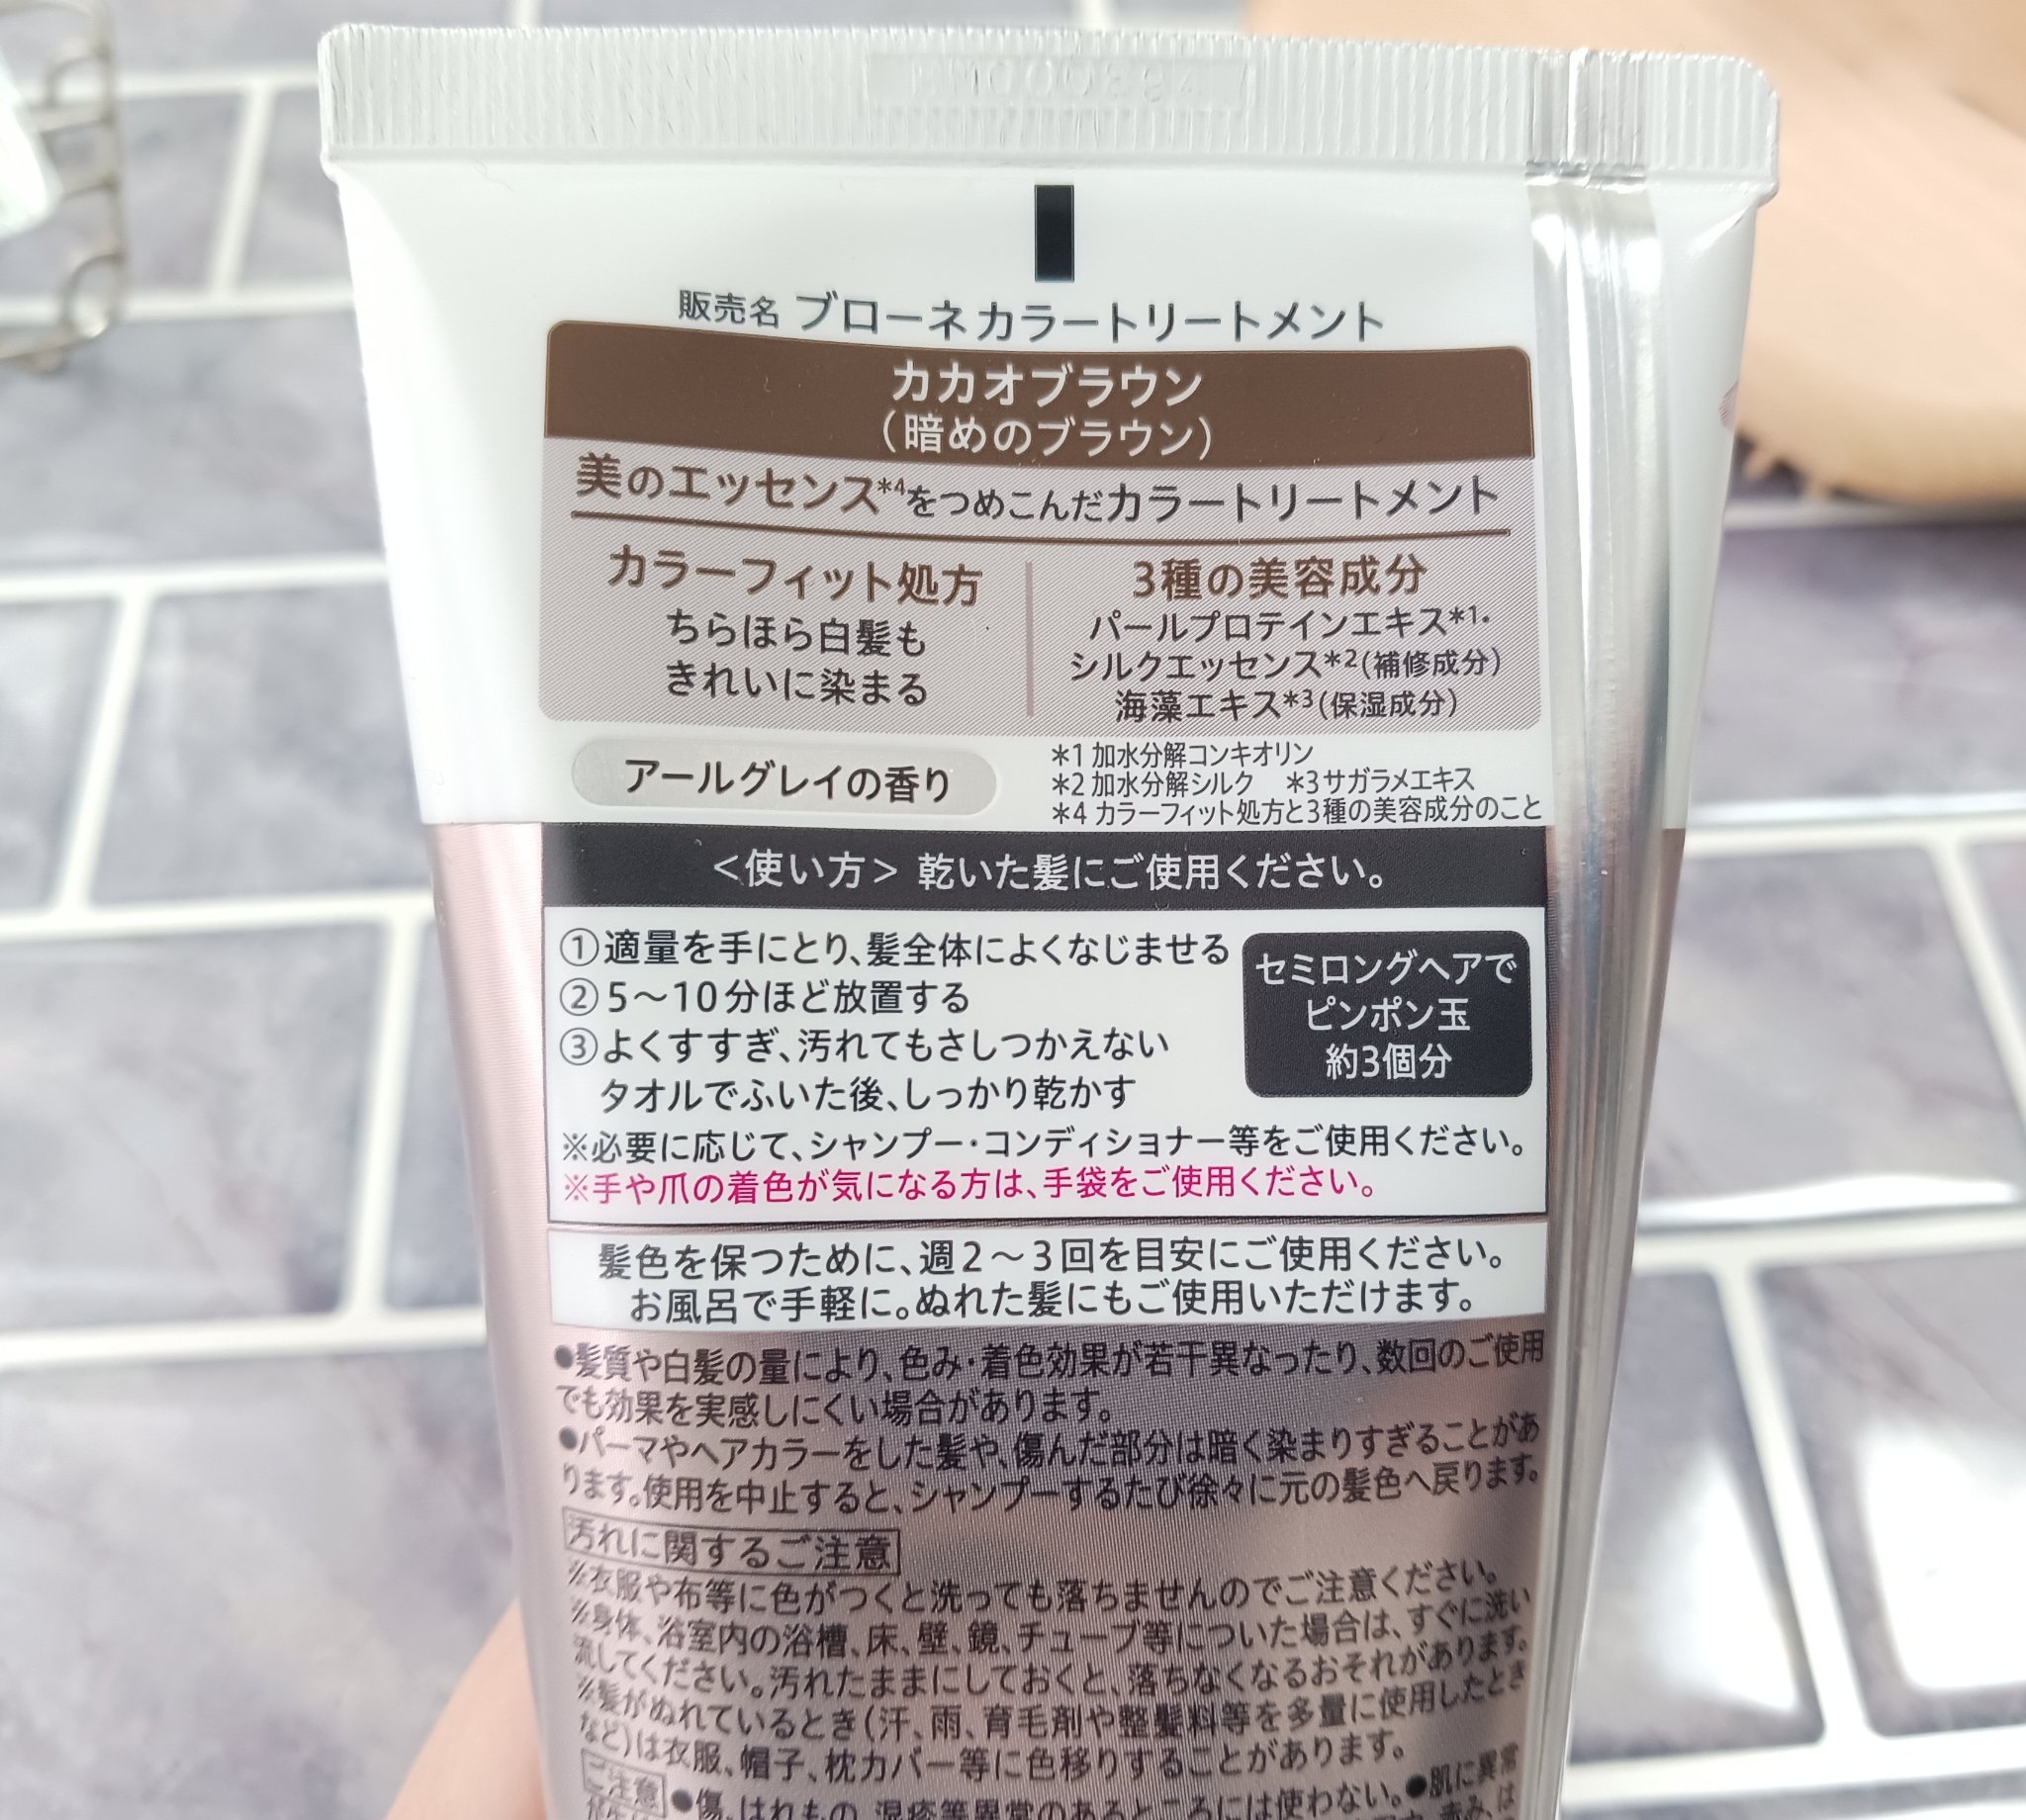 販売名 ブローネカラートリートメント
カカオブラウン
(暗めのブラウン)
美のエッセンス*4をつめこんだカラートリートメント
カラーフィット処方
ちらほら白髪も
きれいに染まる
3種の美容成分
パールプロテインエキス*1・
シルクエッセンス*2(補修成分)
海藻エキス*3(保湿成分)
アールグレイの香り
*1 加水分解コンキオリン
*2 加水分解シルク *3サガラメエキス
*4 カラーフィット処方と3種の美容成分のこと
<使い方> 乾いた髪にご使用ください。
①適量を手にとり、髪全体によくなじませる
②5〜10分ほど放置する
③よくすすぎ、汚れてもさしつかえない
タオルでふいた後、しっかり乾かす
セミロングヘアで
ピンポン玉
約3個分
※必要に応じて、シャンプー・コンディショナー等をご使用ください。
※手や爪の着色が気になる方は、手袋をご使用ください。
髪色を保つために、週2〜3回を目安にご使用ください。
お風呂で手軽に。ぬれた髪にもご使用いただけます。
●髪質や白髪の量により、色み・着色効果が若干異なったり、数回のご使用
でも効果を実感しにくい場合があります。
●パーマやヘアカラーをした髪や、傷んだ部分は暗く染まりすぎることがあ
ります。使用を中止すると、シャンプーするたび徐々に元の髪色へ戻ります。
汚れに関するご注意
※衣服や布等に色がつくと洗っても落ちませんのでご注意ください。
※身体、浴室内の浴槽、床、壁、鏡、チューブ等についた場合は、すぐに洗い
流してください。汚れたままにしておくと、落ちなくなるおそれがあります。
※髪がぬれているとき(汗、雨、育毛剤や整髪料等を多量に使用したとき
など)は衣服、帽子、枕カバー等に色移りすることがあります。
ご注意 ●傷、はれもの、湿疹等異常のあるところには使わない。●肌に異常